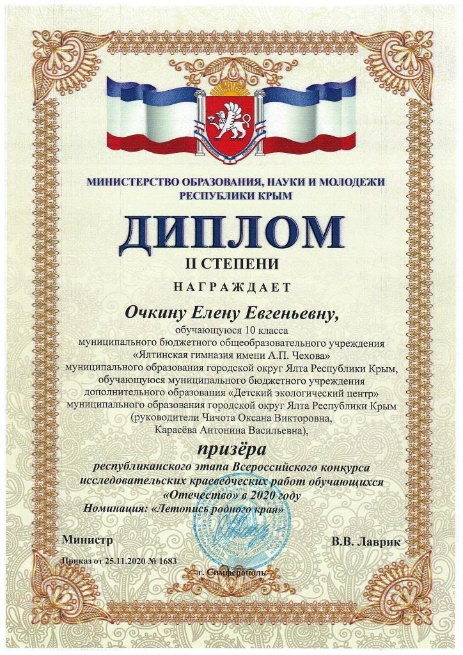 МИНИСТЕРСТВО ОБРАЗОВАНИЯ, НАУКИ И МОЛОДЕЖИ
РЕСПУБЛИКИ КРЫМ
ДИПЛОМ
II СТЕПЕНИ
НАГРАЖДАЕТ
Очкину Елену Евгеньевну,
обучающуюся 10 класса
муниципального бюджетного общеобразовательного учреждения
«Ялтинская гимназия имени А.П. Чехова»
муниципального образования городской округ Ялта Республики Крым,
обучающуюся муниципального бюджетного учреждения
дополнительного образования «Детский экологический центр»
муниципального образования городской округ Ялта Республики Крым
(руководители Чичота Оксана Викторовна,
Карасёва Антонина Васильевна),
призёра
республиканского этапа Всероссийского конкурса
исследовательских краеведческих работ обучающихся
«Отечество» в 2020 году
Номинация: «Летопись родного края»
Министр В.В. Лаврик
Приказ от 25.11.2020 № 1683
г. Симферополь